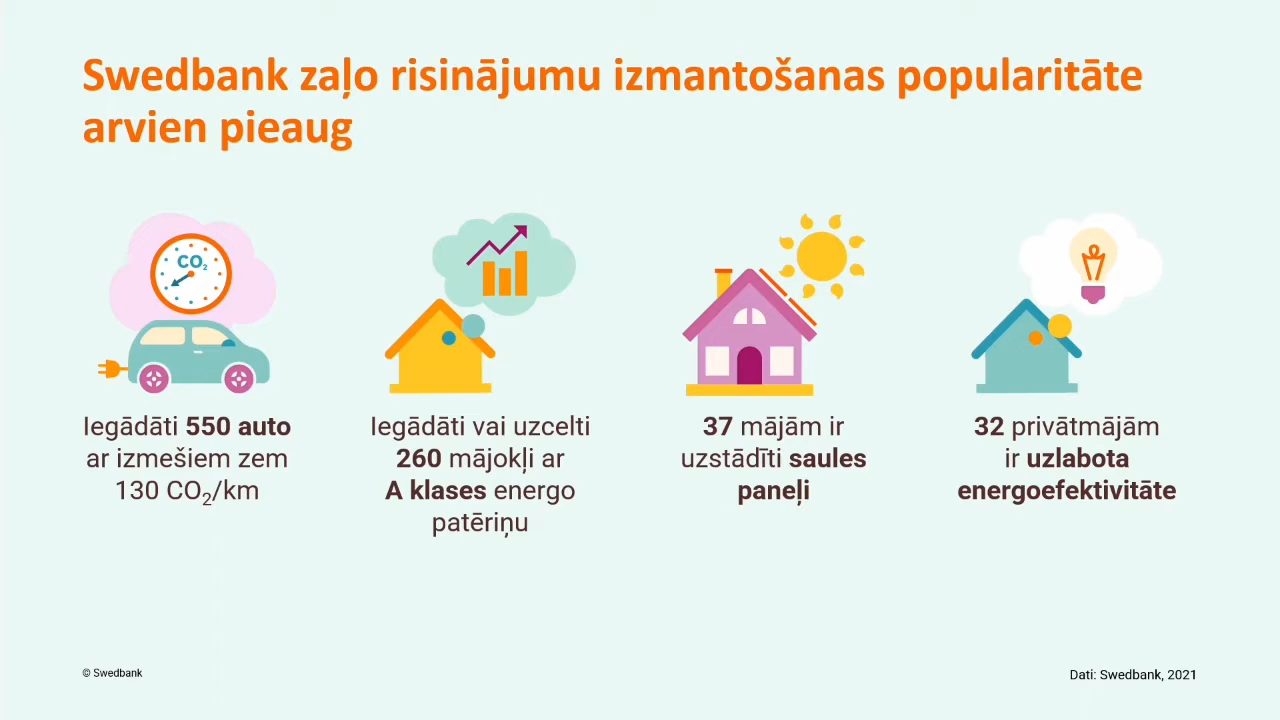 Swedbank zaļo risinājumu izmantošanas popularitāte
arvien pieaug
CO₂
Iegādāti 550 auto
ar izmešiem zem
130 CO₂/km
Iegādāti vai uzcelti
260 mājokļi ar
A klases energo
patēriņu
37 mājām ir
uzstādīti saules
paneļi
32 privātmājām
ir uzlabota
energoefektivitāte
© Swedbank
Dati: Swedbank, 2021